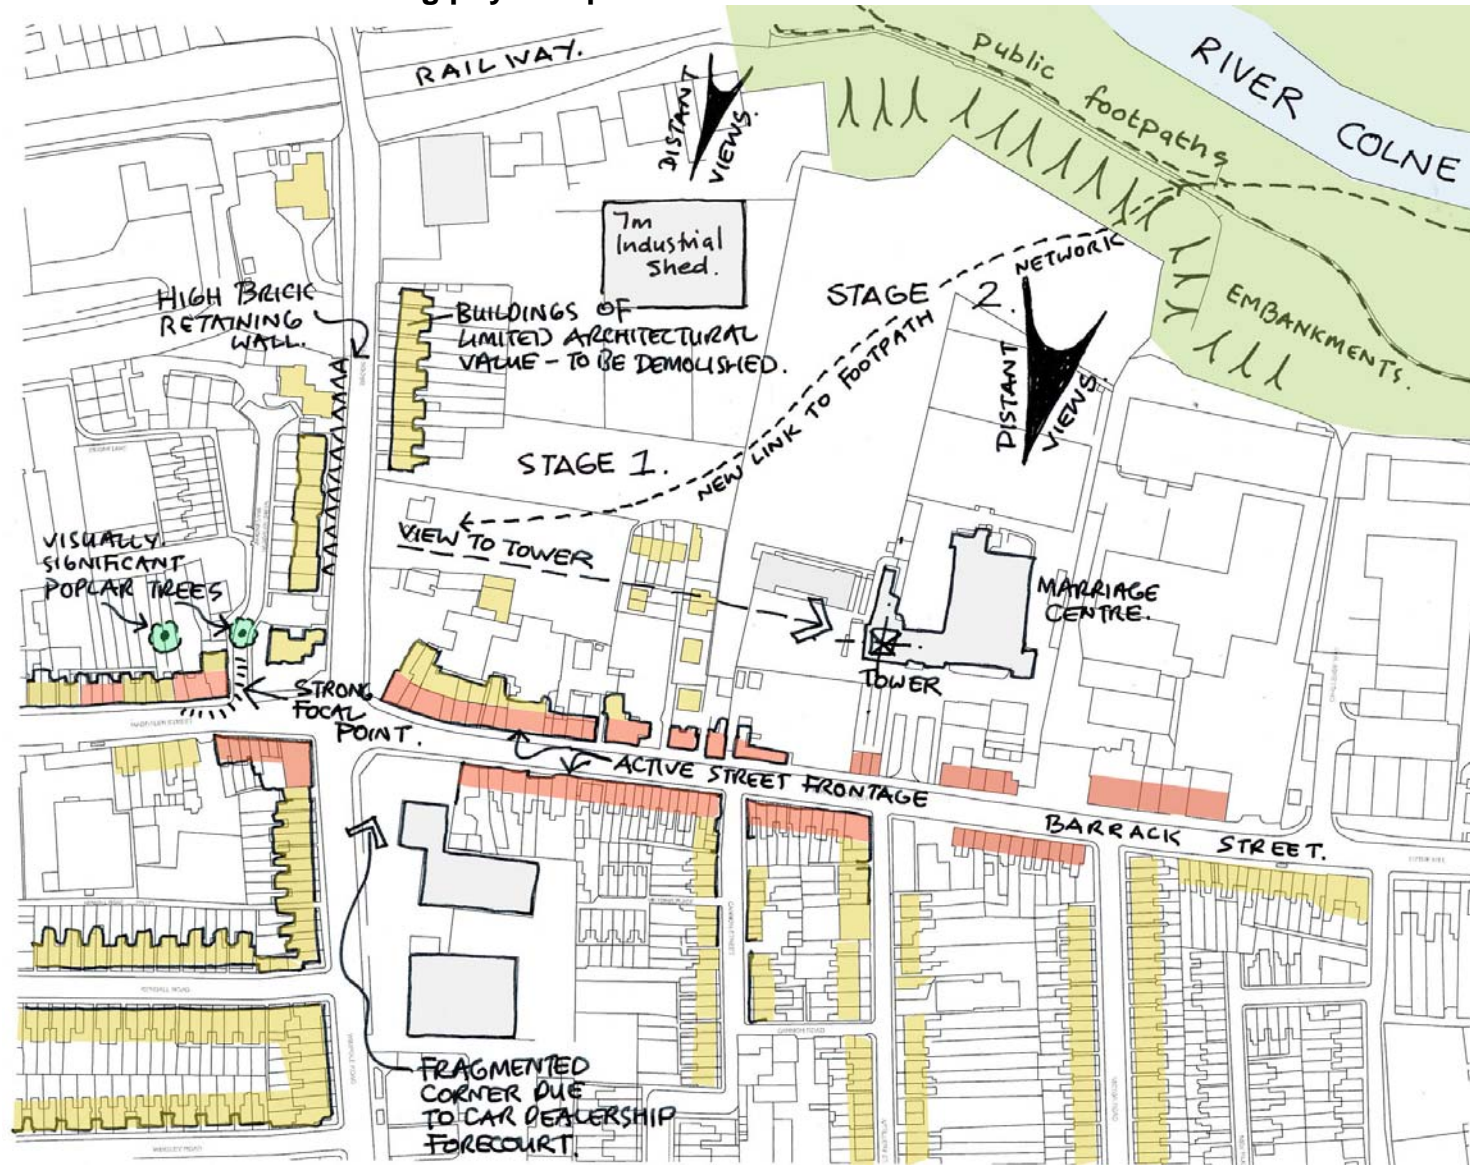 RAILWAY.
DISTANT
VIEWS.
Public
footpaths
RIVER COLNE
7m
Industrial
Shed.
HIGH BRICK
RETAINING
WALL.
BUILDINGS OF
LIMITED ARCHITECTURAL
VALUE - TO BE DEMOLISHED.
STAGE 2.
NEW LINK TO FOOTPATH
NETWORK
EMBANKMENTS.
DISTANT
VIEWS.
STAGE 1.
VIEW TO TOWER
VISUALLY
SIGNIFICANT
POPLAR TREES
MARRIAGE
CENTRE.
TOWER
STRONG
FOCAL
POINT.
ACTIVE STREET FRONTAGE
BARRACK STREET.
FRAGMENTED
CORNER DUE
TO CAR DEALERSHIP
FORECOURT.